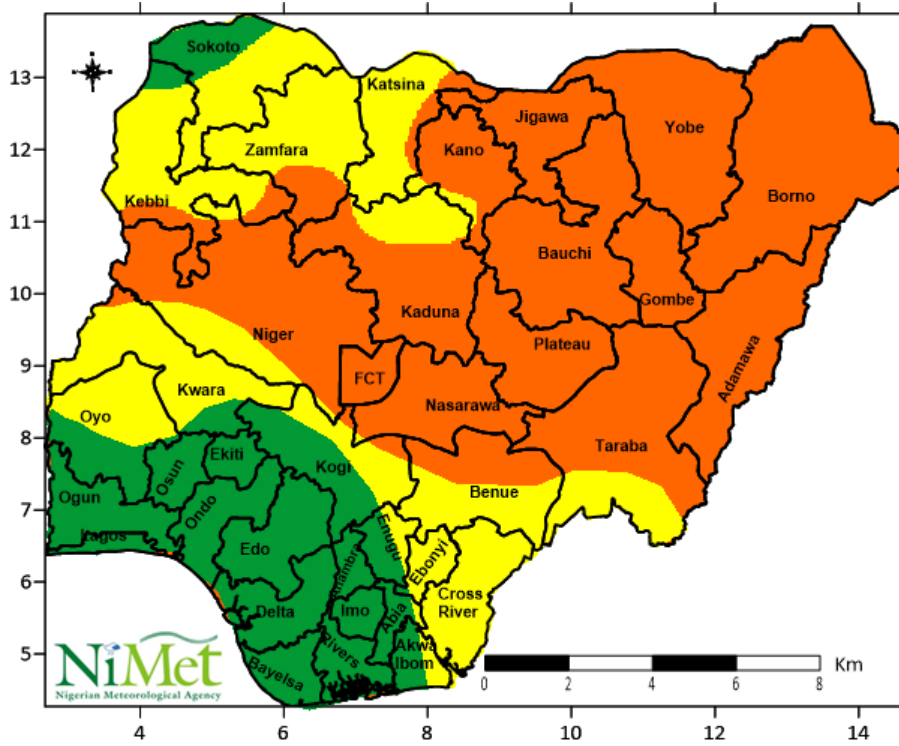 13
12
11
10
9
8
7
6
5
Sokoto
Katsina
Jigawa
Yobe
Kano
Zamfara
Borno
Kebbi
Bauchi
Gombe
Kaduna
Niger
Plateau
Adamawa
FCT
Kwara
Nasarawa
Oyo
Taraba
Ekiti
Kogi
Osun
Benue
Ogun
Ondo
Enugu
Lagos
Edo
Ebonyi
Anambra
Cross
River
Delta
Imo
Abia
Rivers
Akwa
Ibom
Bayelsa
NiMet
Nigerian Meteorological Agency
Km
0 2 4 6 8
4 6 8 10 12 14